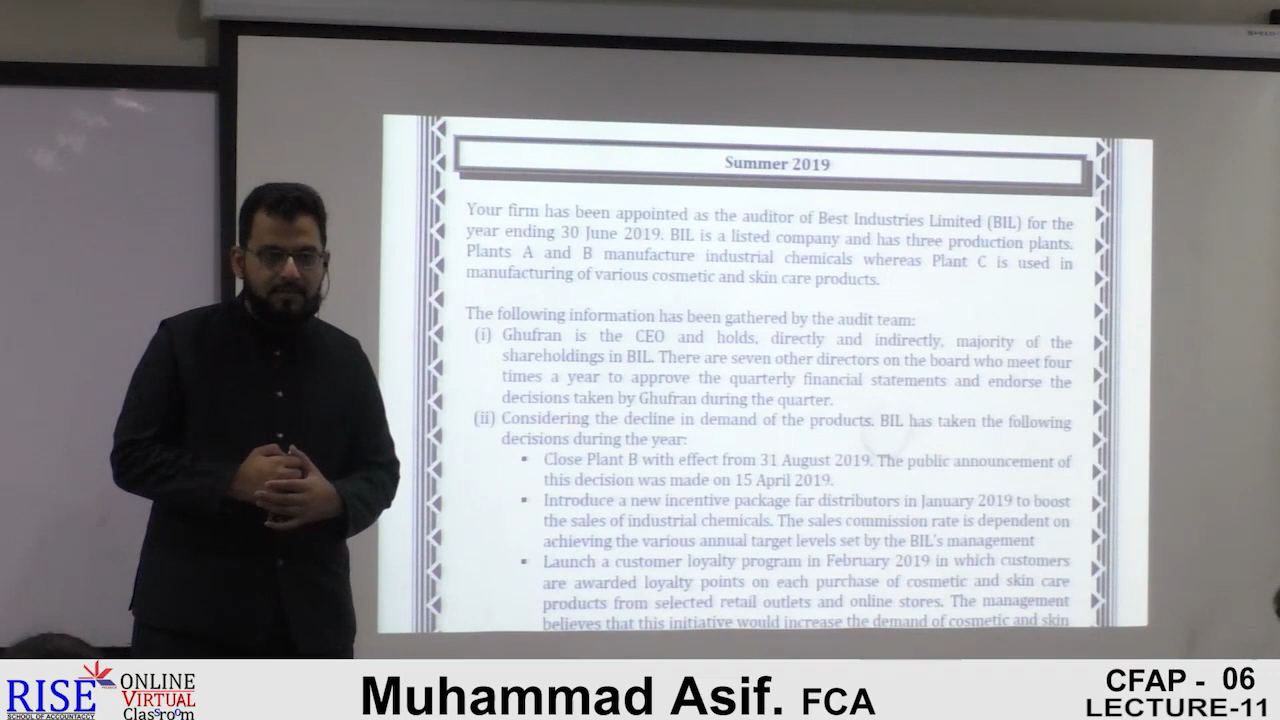 Summer 2019
Your firm has been appointed as the auditor of Best Industries Limited (BIL) for the
year ending 30 June 2019. BIL is a listed company and has three production plants.
Plants A and B manufacture industrial chemicals whereas Plant C is used in
manufacturing of various cosmetic and skin care products.
The following information has been gathered by the audit team:
(i) Ghufran is the CEO and holds, directly and indirectly, majority of the
shareholdings in BIL. There are seven other directors on the board who meet four
times a year to approve the quarterly financial statements and endorse the
decisions taken by Ghufran during the quarter.
(ii) Considering the decline in demand of the products. BIL has taken the following
decisions during the year:
▪ Close Plant B with effect from 31 August 2019. The public announcement of
this decision was made on 15 April 2019.
▪ Introduce a new incentive package far distributors in January 2019 to boost
the sales of industrial chemicals. The sales commission rate is dependent on
achieving the various annual target levels set by the BIL's management
▪ Launch a customer loyalty program in February 2019 in which customers
are awarded loyalty points on each purchase of cosmetic and skin care
products from selected retail outlets and online stores. The management
believes that this initiative would increase the demand of cosmetic and skin
RISE
SCHOOL OF ACCOUNTACCY
ONLINE
VIRTUAL
ClassrOom
Muhammad Asif. FCA
CFAP - 06
LECTURE-11